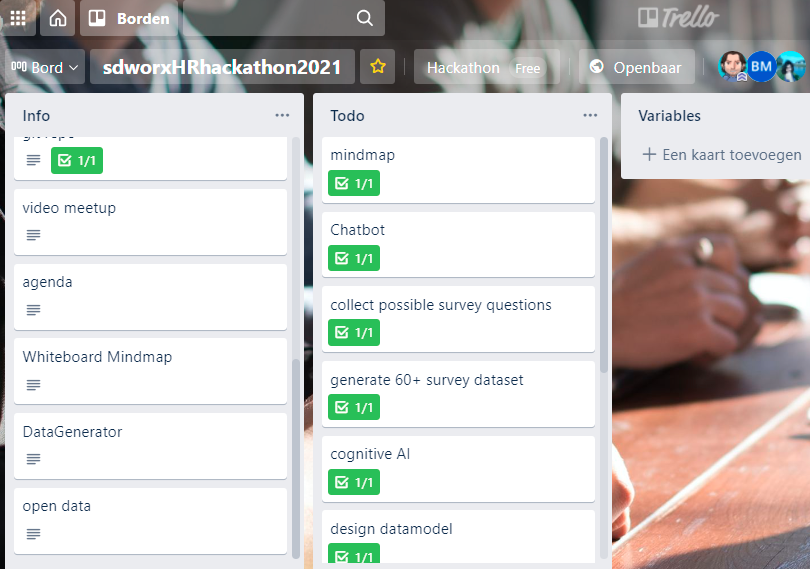 Borden
Trello
Bord
sdworxHRhackathon2021
Hackathon Free
Openbaar
BM
Info
git repo
1/1
video meetup
agenda
Whiteboard Mindmap
DataGenerator
open data
Todo
mindmap
1/1
Chatbot
1/1
collect possible survey questions
1/1
generate 60+ survey dataset
1/1
cognitive AI
1/1
design datamodel
1/1
Variables
Een kaart toevoegen